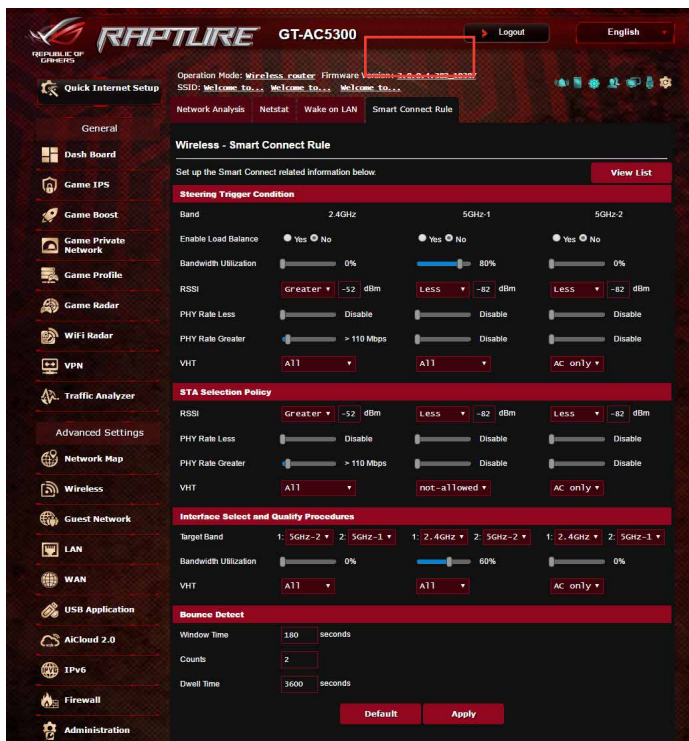 REPUBLIC OF GAMERS
RAPTURE
GT-AC5300
Logout
English
Quick Internet Setup
General
Dash Board
Game IPS
Game Boost
Game Private Network
Game Profile
Game Radar
WiFi Radar
VPN
Traffic Analyzer
Advanced Settings
Network Map
Wireless
Guest Network
LAN
WAN
USB Application
AiCloud 2.0
IPv6
Firewall
Administration
Operation Mode: Wireless router Firmware Version:
SSID: Welcome to... Welcome to... Welcome to...
Network Analysis Netstat Wake on LAN Smart Connect Rule
Wireless - Smart Connect Rule
Set up the Smart Connect related information below. View List
Steering Trigger Condition
Band 2.4GHz 5GHz-1 5GHz-2
Enable Load Balance Yes No Yes No Yes No
Bandwidth Utilization 0% 80% 0%
RSSI Greater -52 dBm Less -82 dBm Less -82 dBm
PHY Rate Less Disable Disable Disable
PHY Rate Greater > 110 Mbps Disable Disable
VHT All All AC only
STA Selection Policy
RSSI Greater -52 dBm Less -82 dBm Less -82 dBm
PHY Rate Less Disable Disable Disable
PHY Rate Greater > 110 Mbps Disable Disable
VHT All not-allowed AC only
Interface Select and Qualify Procedures
Target Band 1: 5GHz-2 2: 5GHz-1 1: 2.4GHz 2: 5GHz-2 1: 2.4GHz 2: 5GHz-1
Bandwidth Utilization 0% 60% 0%
VHT All All AC only
Bounce Detect
Window Time 180 seconds
Counts 2
Dwell Time 3600 seconds
Default Apply